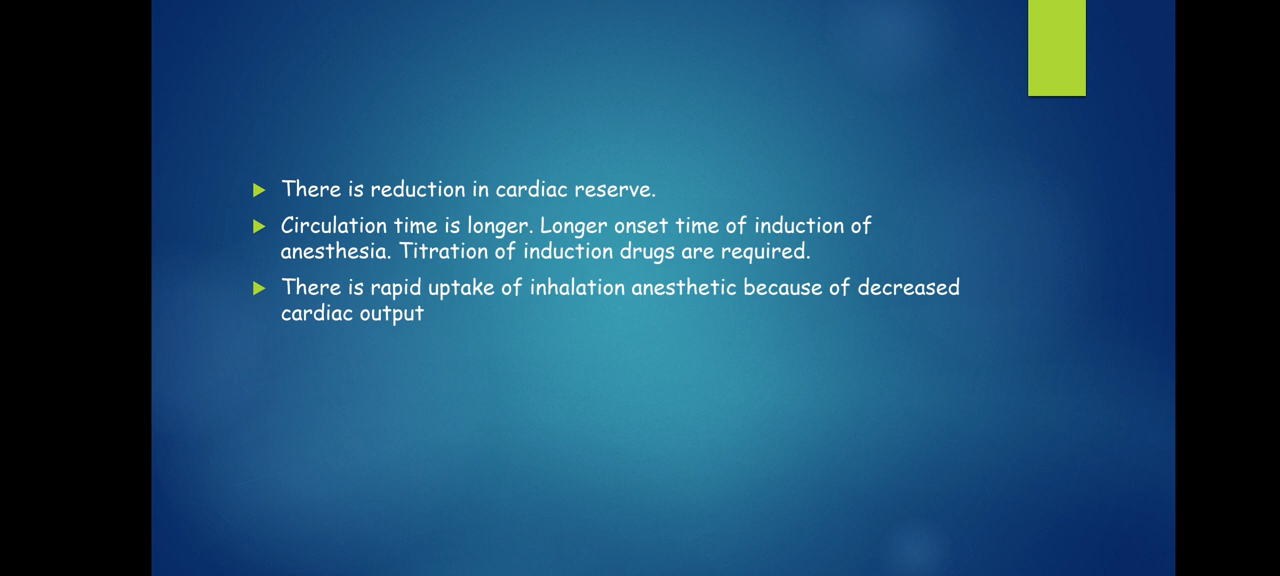 There is reduction in cardiac reserve.
Circulation time is longer. Longer onset time of induction of
anesthesia. Titration of induction drugs are required.
There is rapid uptake of inhalation anesthetic because of decreased
cardiac output